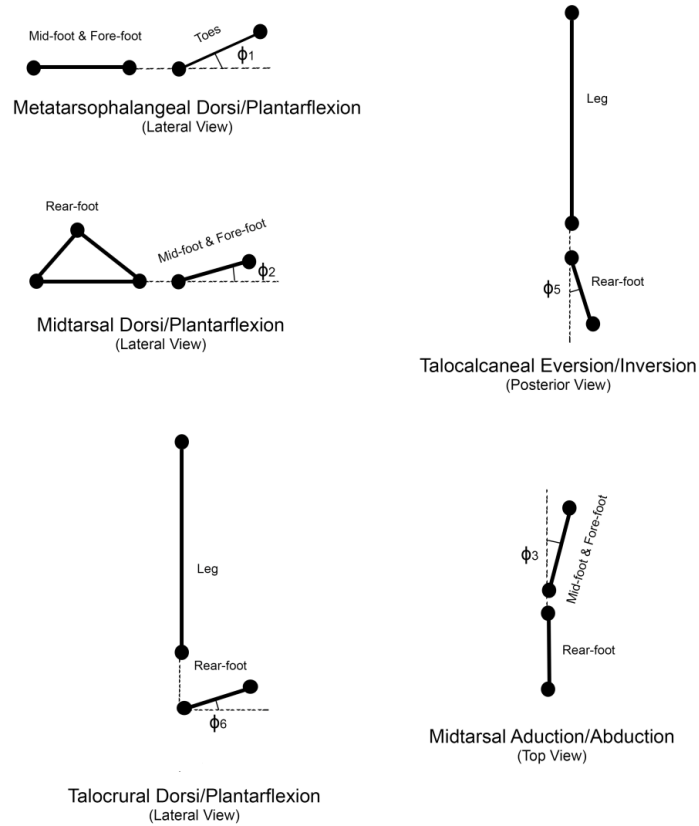 Mid-foot & Fore-foot
Toes
ϕ1
Metatarsophalangeal Dorsi/Plantarflexion
(Lateral View)
Rear-foot
Mid-foot & Fore-foot
ϕ2
Midtarsal Dorsi/Plantarflexion
(Lateral View)
Leg
Rear-foot
ϕ6
Talocrural Dorsi/Plantarflexion
(Lateral View)
Leg
ϕ5
Rear-foot
Talocalcaneal Eversion/Inversion
(Posterior View)
ϕ3
Mid-foot & Fore-foot
Rear-foot
Midtarsal Aduction/Abduction
(Top View)